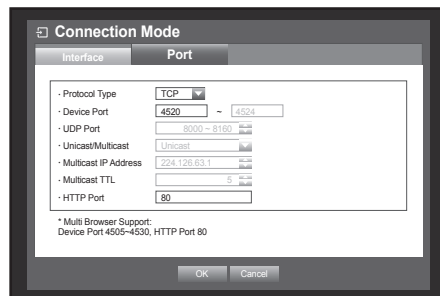 Connection Mode
Interface Port
· Protocol Type TCP
· Device Port 4520 ~ 4524
· UDP Port 8000 ~ 8160
· Unicast/Multicast Unicast
· Multicast IP Address 224.126.63.1
· Multicast TTL 5
· HTTP Port 80
* Multi Browser Support:
Device Port 4505~4530, HTTP Port 80
OK Cancel